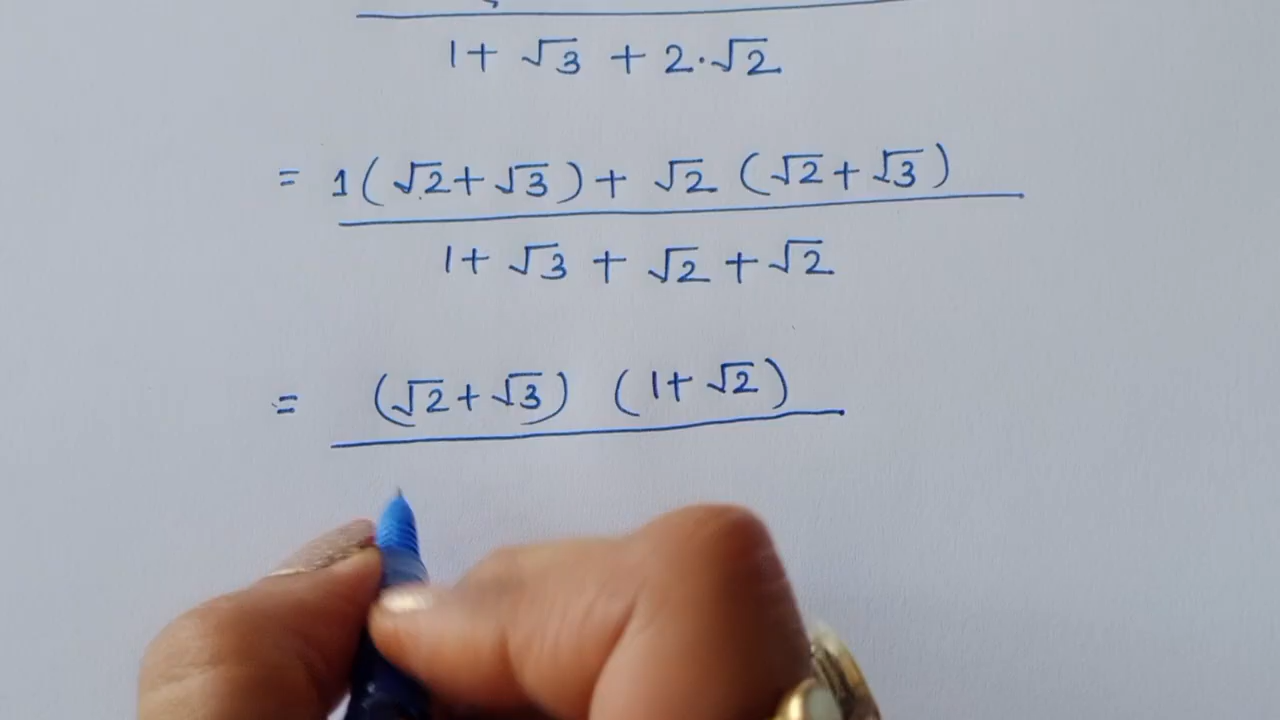 1 + √3 + 2·√2
= 1(√2 + √3) + √2 (√2 + √3)
1 + √3 + √2 + √2
= (√2 + √3) (1 + √2)